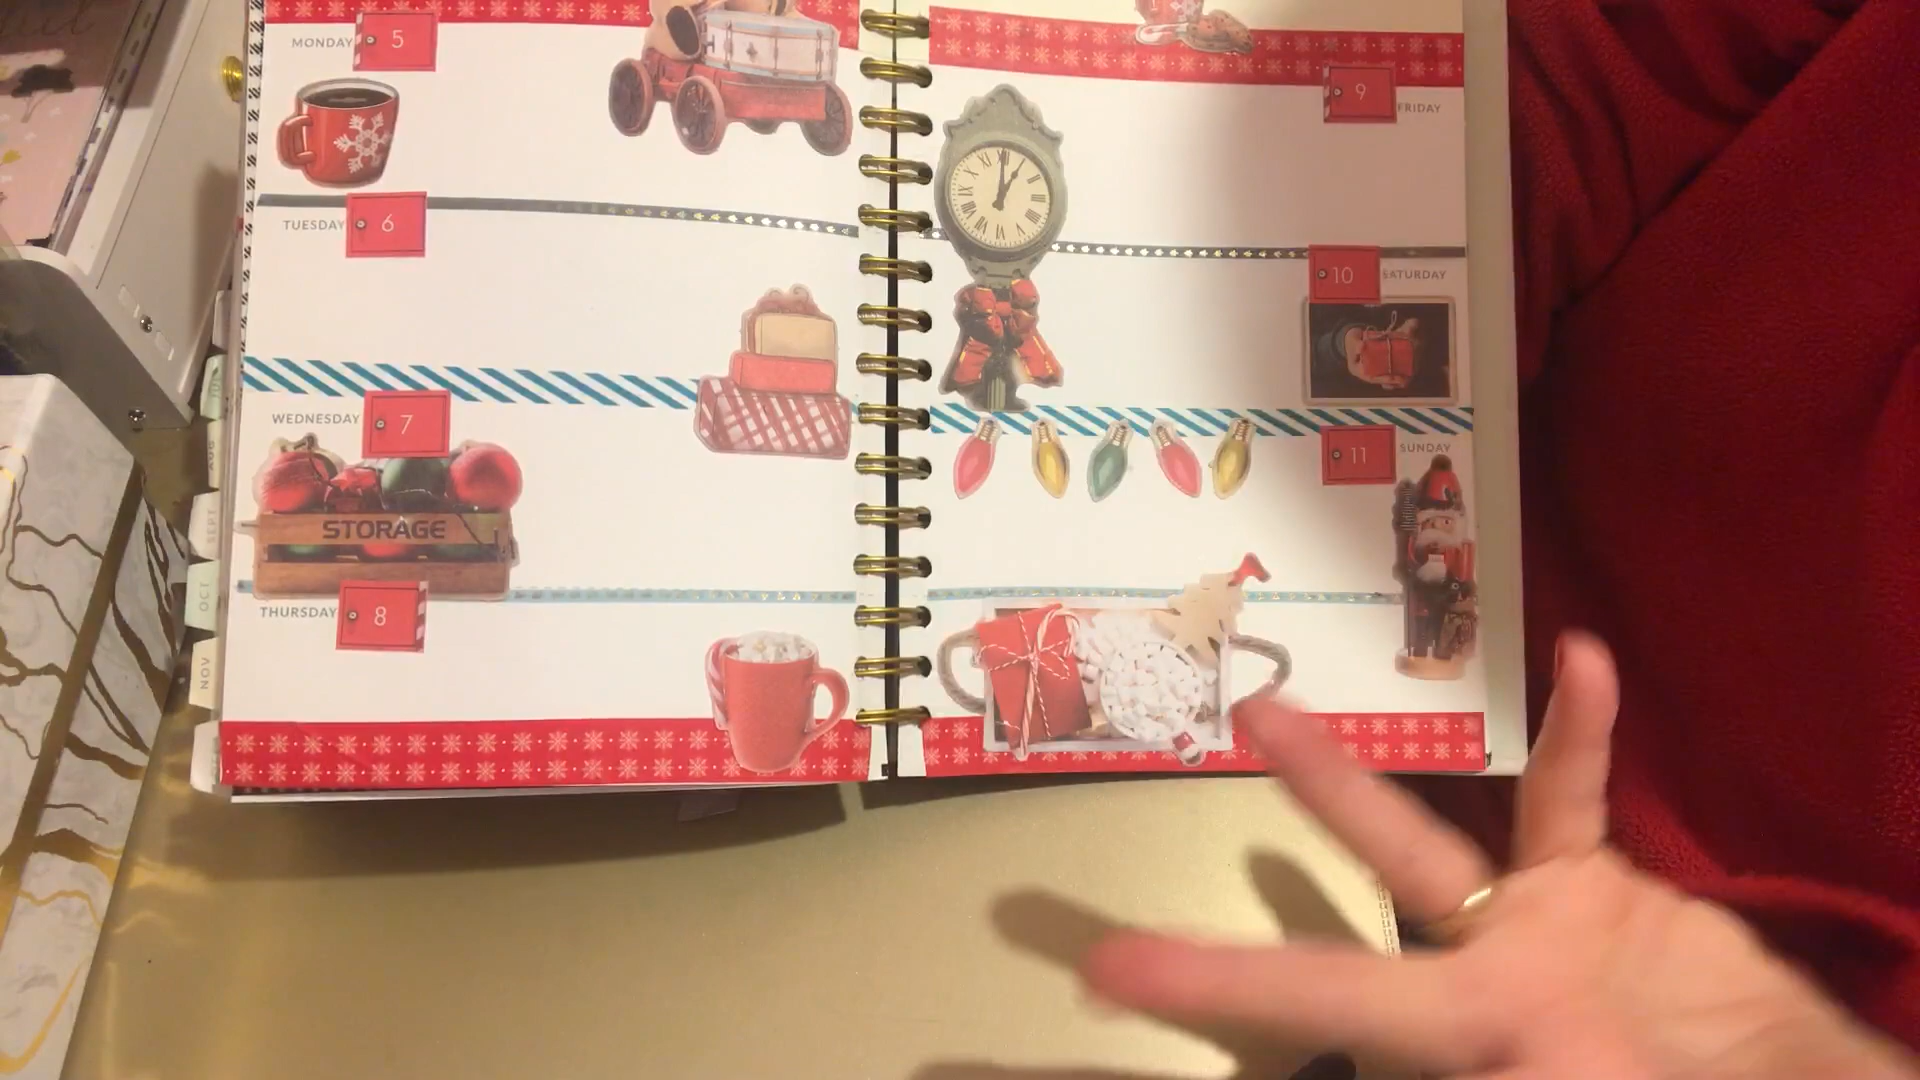 MONDAY 5
TUESDAY 6
WEDNESDAY 7
STORAGE
THURSDAY 8
9 FRIDAY
10 SATURDAY
11 SUNDAY
SEPT
OCT
NOV